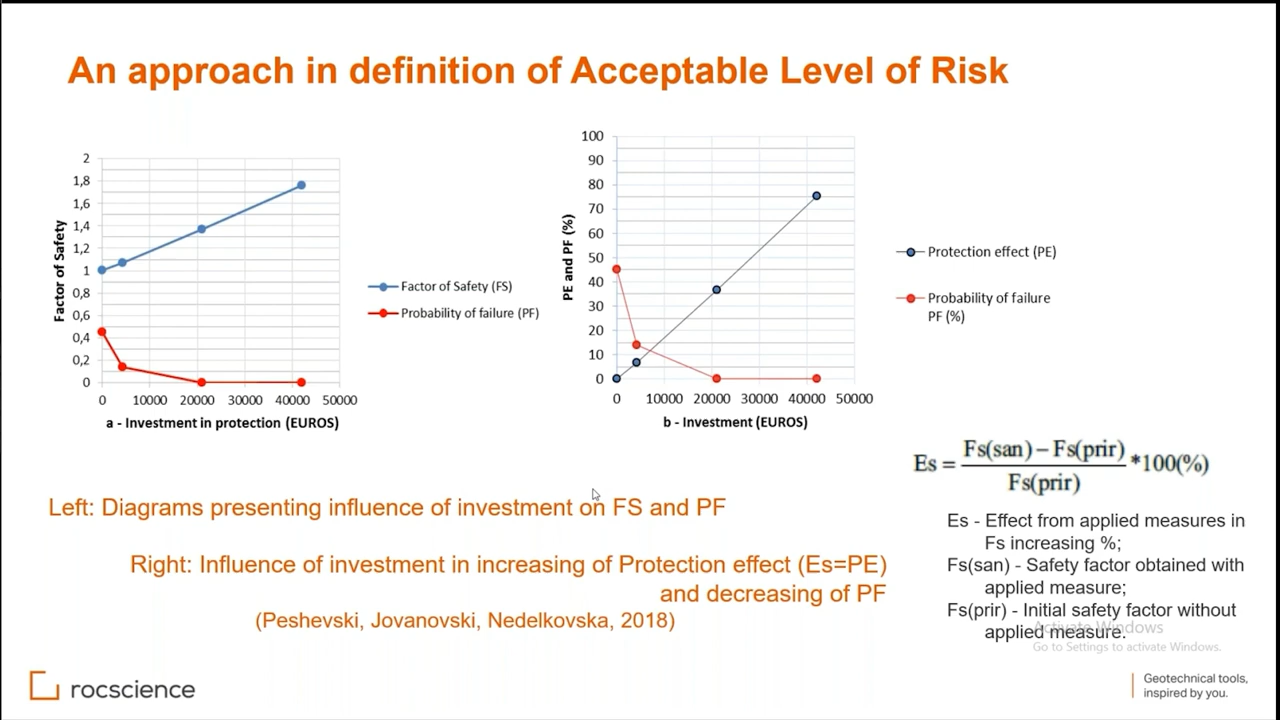 An approach in definition of Acceptable Level of Risk
2
1,8
1,6
1,4
1,2
1
0,8
0,6
0,4
0,2
0
Factor of Safety
0 10000 20000 30000 40000 50000
a - Investment in protection (EUROS)
Factor of Safety (FS)
Probability of failure (PF)
100
90
80
70
60
50
40
30
20
10
0
PE and PF (%)
0 10000 20000 30000 40000 50000
b - Investment (EUROS)
Protection effect (PE)
Probability of failure
PF (%)
Es = Fs(san) – Fs(prir) / Fs(prir) *100(%)
Left: Diagrams presenting influence of investment on FS and PF
Right: Influence of investment in increasing of Protection effect (Es=PE)
and decreasing of PF
(Peshevski, Jovanovski, Nedelkovska, 2018)
Es - Effect from applied measures in
Fs increasing %;
Fs(san) - Safety factor obtained with
applied measure;
Fs(prir) - Initial safety factor without
applied measure.
Activate Windows
Go to Settings to activate Windows.
rocscience
Geotechnical tools,
inspired by you.